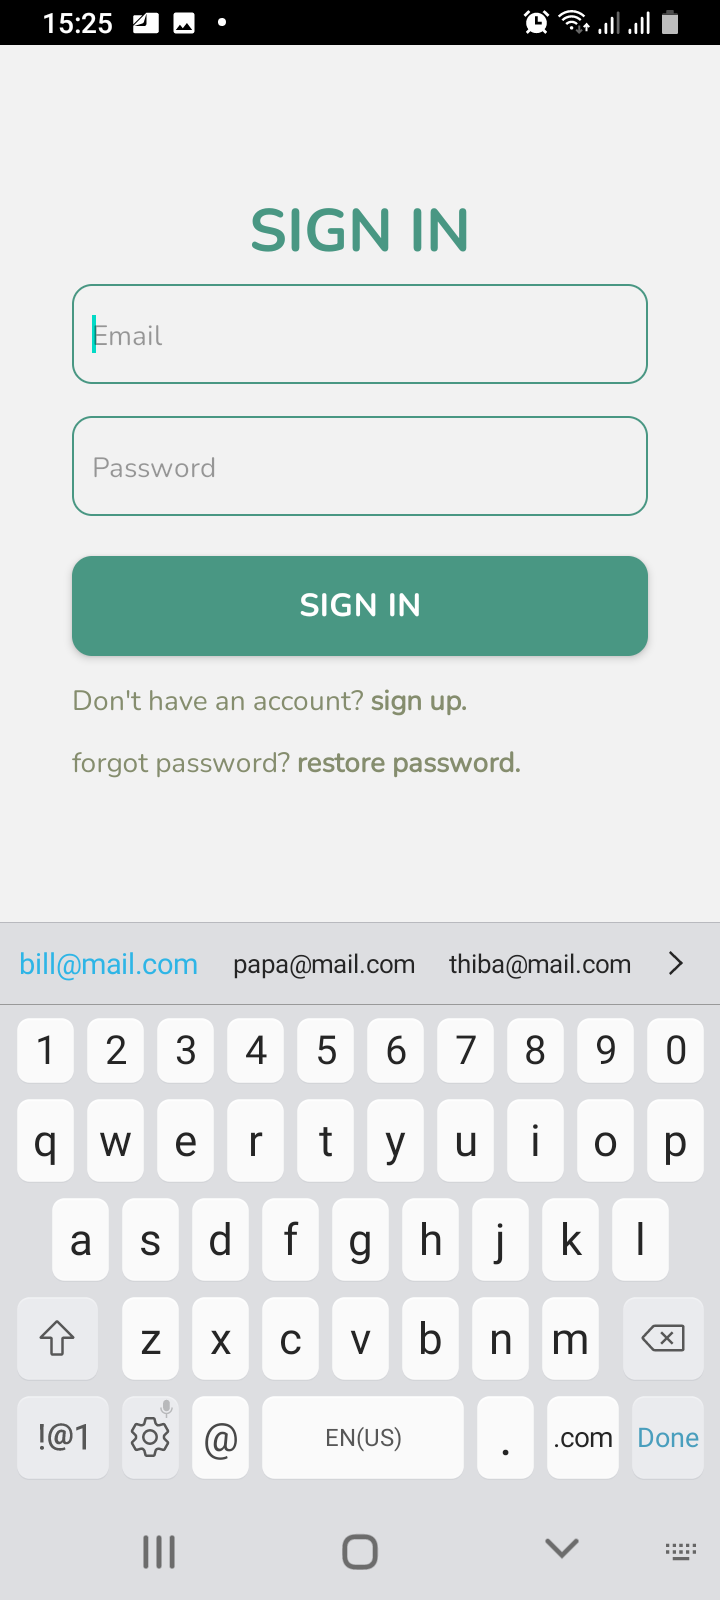 15:25
SIGN IN
Email
Password
SIGN IN
Don't have an account? sign up.
forgot password? restore password.
bill@mail.com papa@mail.com thiba@mail.com
1 2 3 4 5 6 7 8 9 0
q w e r t y u i o p
a s d f g h j k l
z x c v b n m
!@1 @ EN(US) . .com Done